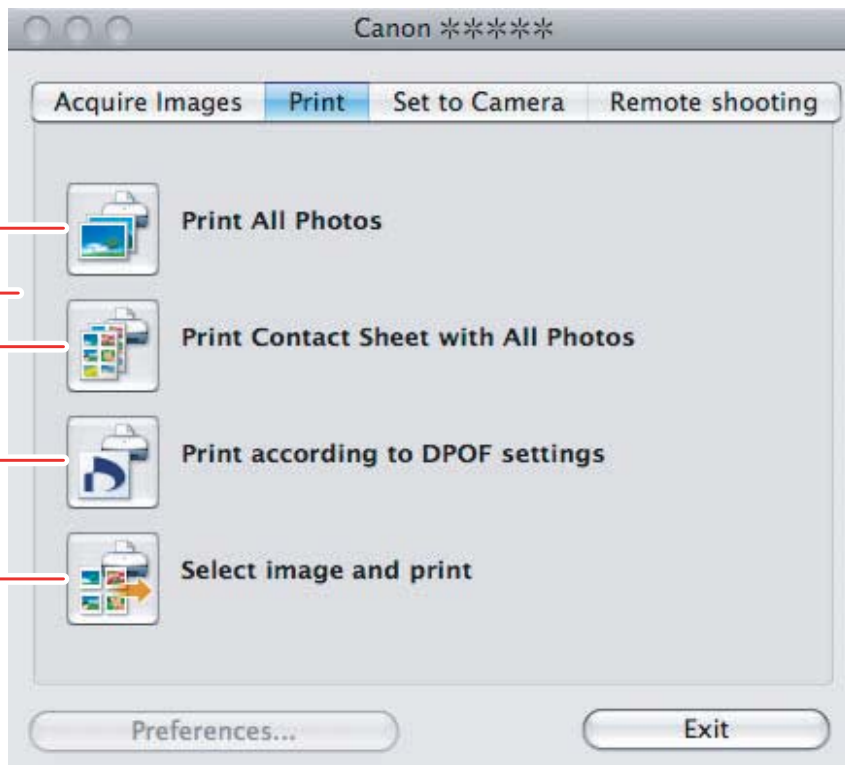 Canon *****
Acquire Images Print Set to Camera Remote shooting
Print All Photos
Print Contact Sheet with All Photos
Print according to DPOF settings
Select image and print
Preferences... Exit